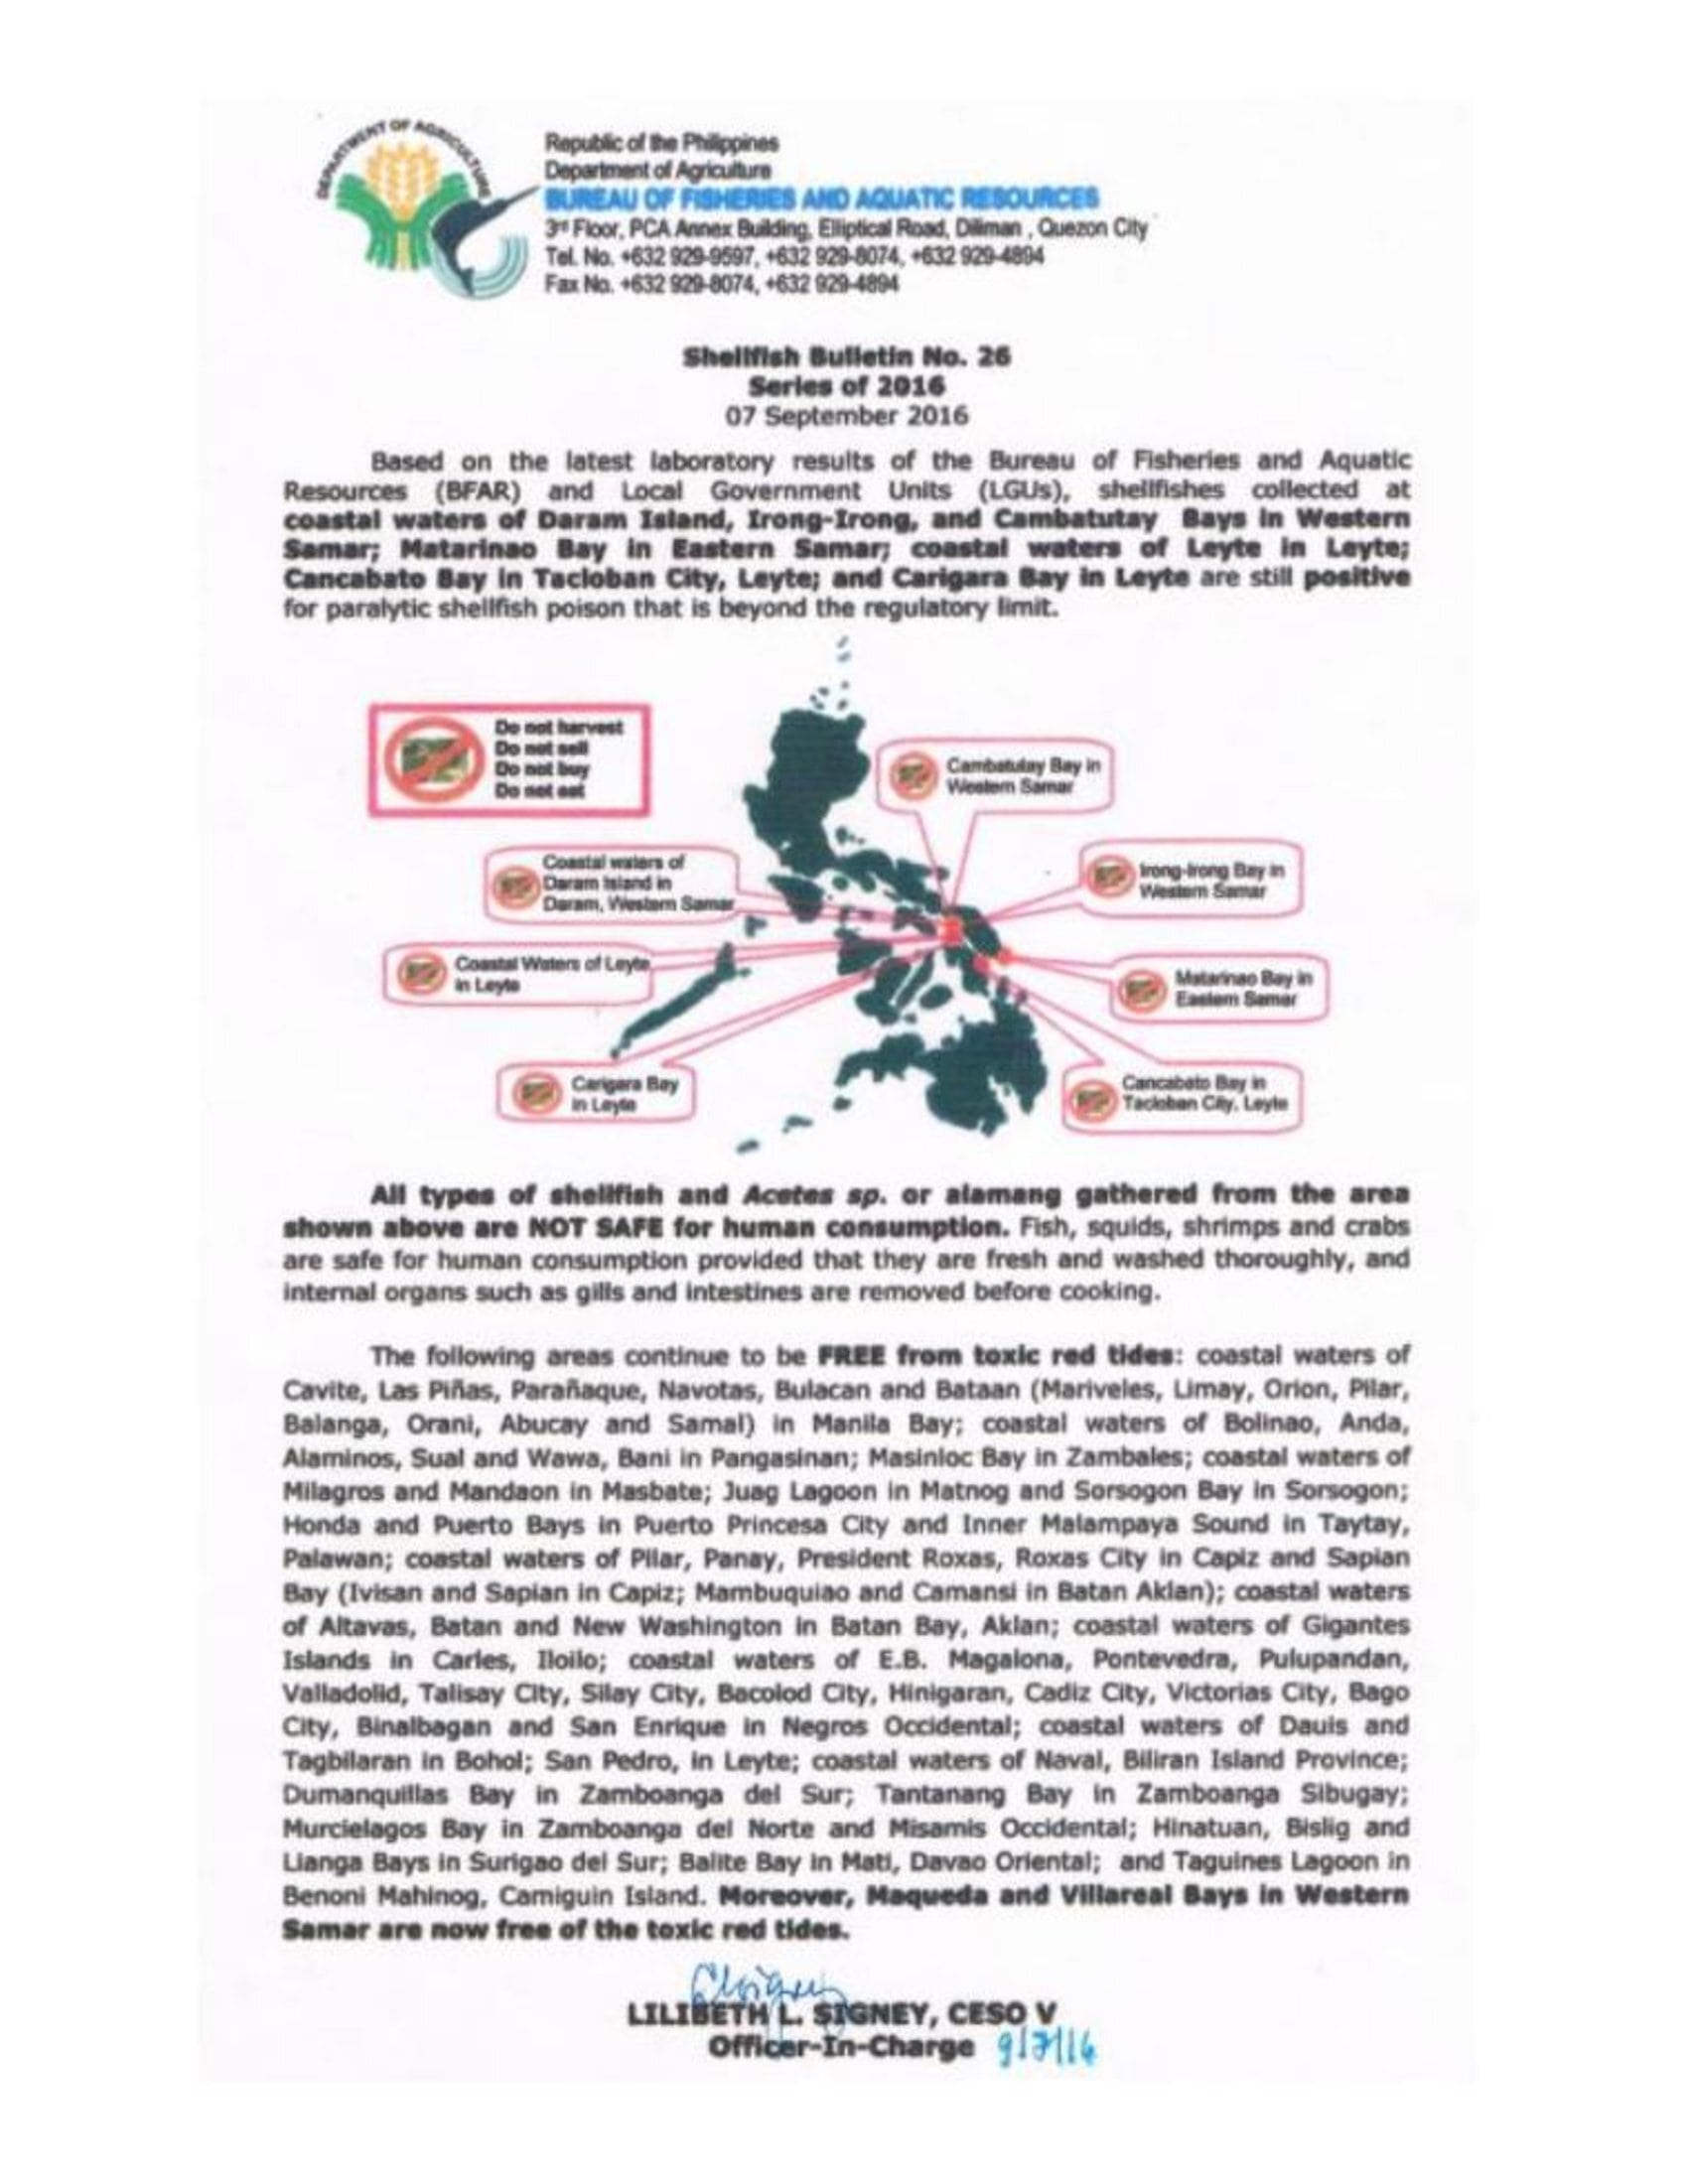 DEPARTMENT OF AGRICULTURE
Republic of the Philippines
Department of Agriculture
BUREAU OF FISHERIES AND AQUATIC RESOURCES
3rd Floor, PCA Annex Building, Elliptical Road, Diliman , Quezon City
Tel. No. +632 929-9597, +632 929-8074, +632 929-4894
Fax No. +632 929-8074, +632 929-4894
Shellfish Bulletin No. 26
Series of 2016
07 September 2016
Based on the latest laboratory results of the Bureau of Fisheries and Aquatic
Resources (BFAR) and Local Government Units (LGUs), shellfishes collected at
coastal waters of Daram Island, Irong-Irong, and Cambatutay Bays in Western
Samar; Matarinao Bay in Eastern Samar; coastal waters of Leyte in Leyte;
Cancabato Bay in Tacloban City, Leyte; and Carigara Bay in Leyte are still positive
for paralytic shellfish poison that is beyond the regulatory limit.
Do not harvest
Do not sell
Do not buy
Do not eat
Cambatutay Bay in
Western Samar
Coastal waters of
Daram Island in
Daram, Western Samar
Irong-Irong Bay in
Western Samar
Coastal Waters of Leyte
in Leyte
Matarinao Bay in
Eastern Samar
Carigara Bay
in Leyte
Cancabato Bay in
Tacloban City, Leyte
All types of shellfish and Acetes sp. or alamang gathered from the area
shown above are NOT SAFE for human consumption. Fish, squids, shrimps and crabs
are safe for human consumption provided that they are fresh and washed thoroughly, and
internal organs such as gills and intestines are removed before cooking.
The following areas continue to be FREE from toxic red tides: coastal waters of
Cavite, Las Piñas, Parañaque, Navotas, Bulacan and Bataan (Mariveles, Limay, Orion, Pilar,
Balanga, Orani, Abucay and Samal) in Manila Bay; coastal waters of Bolinao, Anda,
Alaminos, Sual and Wawa, Bani in Pangasinan; Masinloc Bay in Zambales; coastal waters of
Milagros and Mandaon in Masbate; Juag Lagoon in Matnog and Sorsogon Bay in Sorsogon;
Honda and Puerto Bays in Puerto Princesa City and Inner Malampaya Sound in Taytay,
Palawan; coastal waters of Pilar, Panay, President Roxas, Roxas City in Capiz and Sapian
Bay (Ivisan and Sapian in Capiz; Mambuquiao and Camansi in Batan Aklan); coastal waters
of Altavas, Batan and New Washington in Batan Bay, Aklan; coastal waters of Gigantes
Islands in Carles, Iloilo; coastal waters of E.B. Magalona, Pontevedra, Pulupandan,
Valladolid, Talisay City, Silay City, Bacolod City, Hinigaran, Cadiz City, Victorias City, Bago
City, Binalbagan and San Enrique in Negros Occidental; coastal waters of Dauis and
Tagbilaran in Bohol; San Pedro, in Leyte; coastal waters of Naval, Biliran Island Province;
Dumanquillas Bay in Zamboanga del Sur; Tantanang Bay in Zamboanga Sibugay;
Murcielagos Bay in Zamboanga del Norte and Misamis Occidental; Hinatuan, Bislig and
Lianga Bays in Surigao del Sur; Balite Bay in Mati, Davao Oriental; and Taguines Lagoon in
Benoni Mahinog, Camiguin Island. Moreover, Maqueda and Villareal Bays in Western
Samar are now free of the toxic red tides.
LILIBETH L. SIGNEY, CESO V
Officer-In-Charge 9/7/16